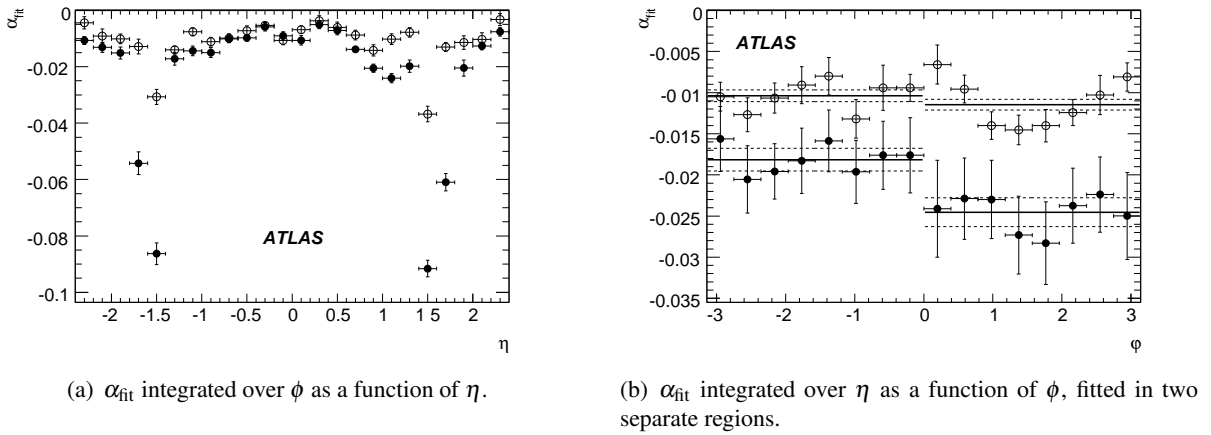 α_fit
0
-0.02
-0.04
-0.06
-0.08
-0.1
ATLAS
-2 -1.5 -1 -0.5 0 0.5 1 1 5 2
η
α_fit
0
-0.005
-0.01
-0.015
-0.02
-0.025
-0.03
-0.035
ATLAS
-3 -2 -1 0 1 2 3
φ
(a) α_fit integrated over ϕ as a function of η.
(b) α_fit integrated over η as a function of ϕ, fitted in two
separate regions.